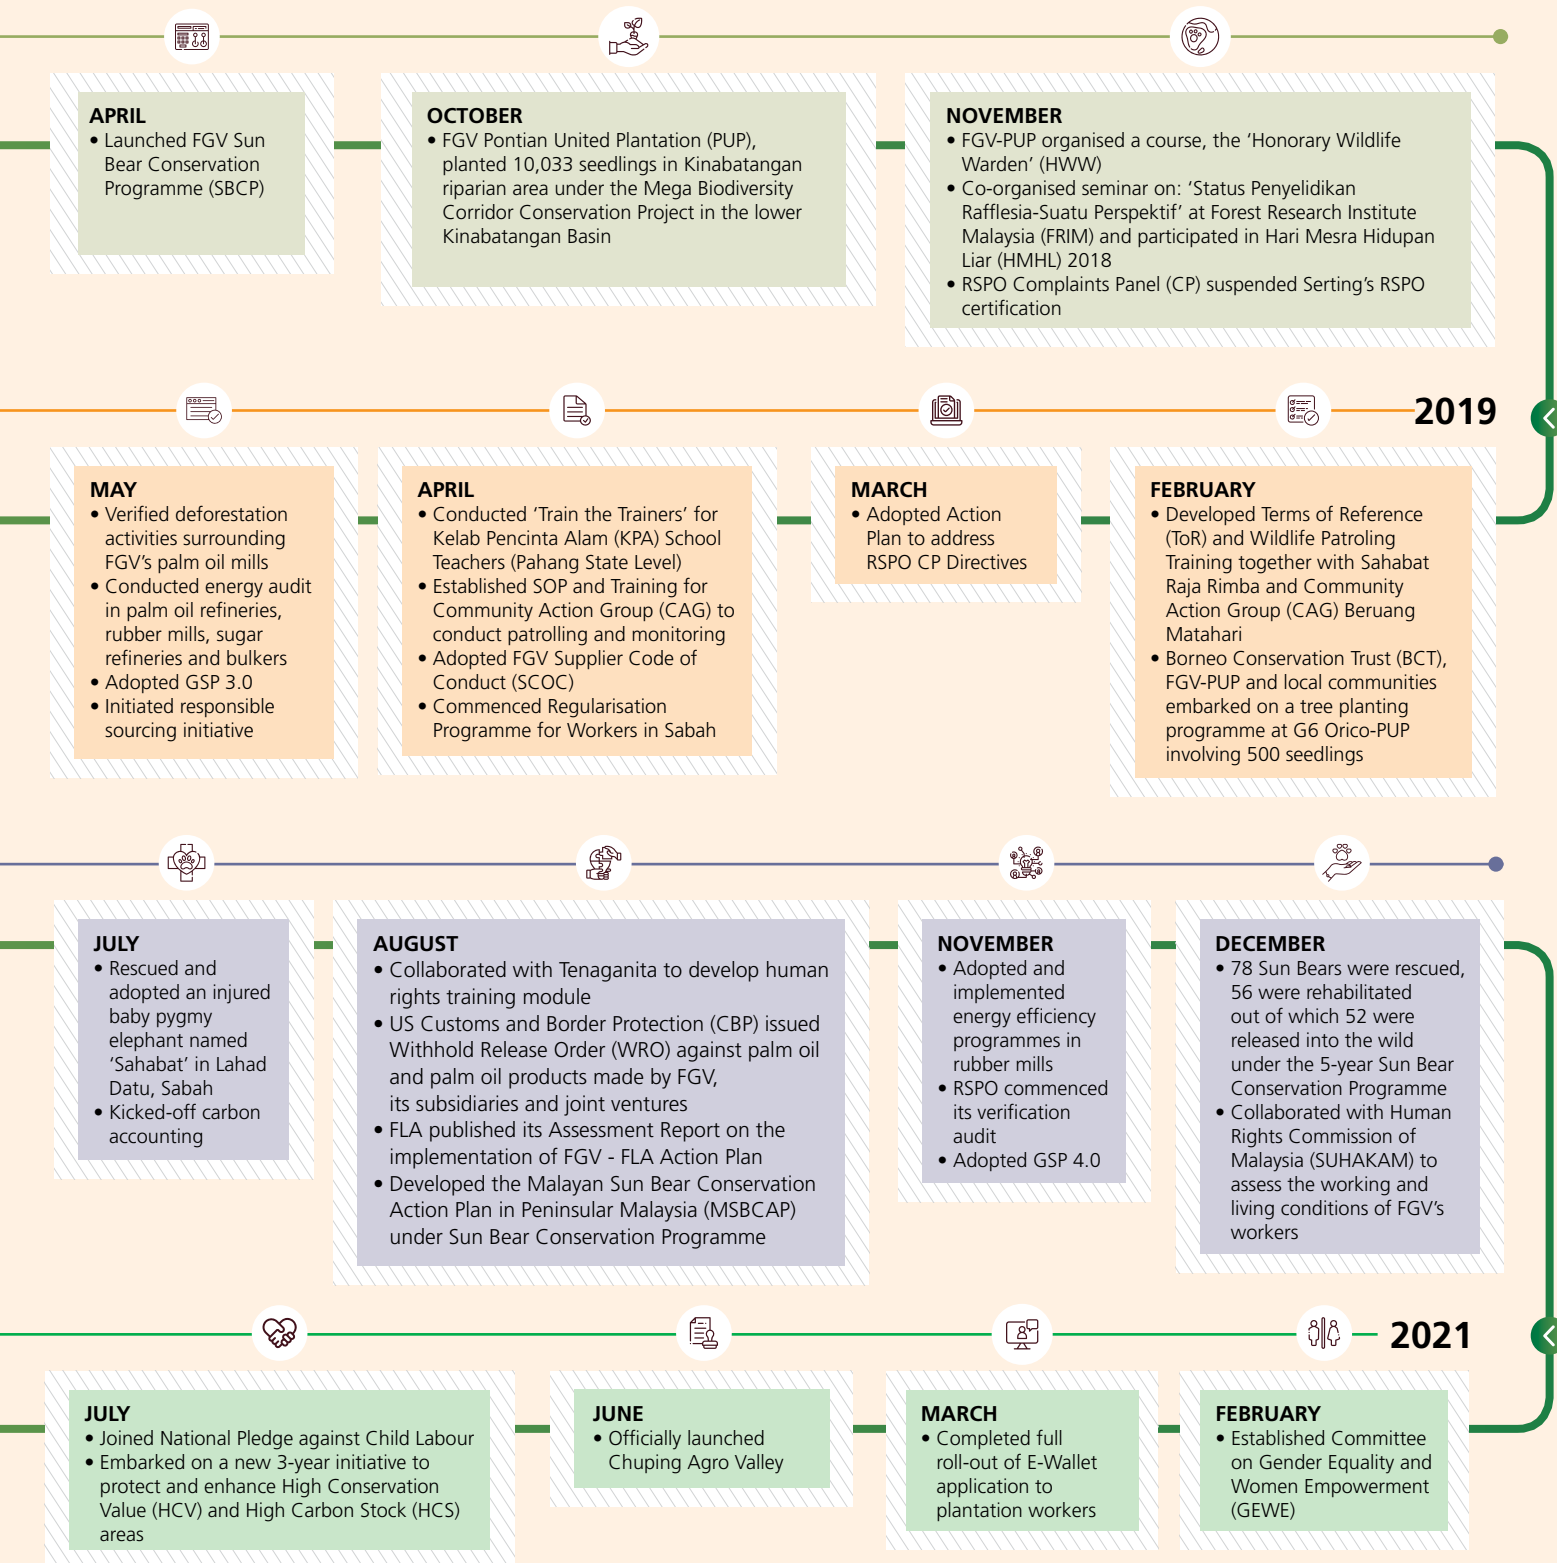 APRIL
• Launched FGV Sun
Bear Conservation
Programme (SBCP)
OCTOBER
• FGV Pontian United Plantation (PUP),
planted 10,033 seedlings in Kinabatangan
riparian area under the Mega Biodiversity
Corridor Conservation Project in the lower
Kinabatangan Basin
NOVEMBER
• FGV-PUP organised a course, the ‘Honorary Wildlife
Warden’ (HWW)
• Co-organised seminar on: ‘Status Penyelidikan
Rafflesia-Suatu Perspektif’ at Forest Research Institute
Malaysia (FRIM) and participated in Hari Mesra Hidupan
Liar (HMHL) 2018
• RSPO Complaints Panel (CP) suspended Serting’s RSPO
certification
2019
MAY
• Verified deforestation
activities surrounding
FGV’s palm oil mills
• Conducted energy audit
in palm oil refineries,
rubber mills, sugar
refineries and bulkers
• Adopted GSP 3.0
• Initiated responsible
sourcing initiative
APRIL
• Conducted ‘Train the Trainers’ for
Kelab Pencinta Alam (KPA) School
Teachers (Pahang State Level)
• Established SOP and Training for
Community Action Group (CAG) to
conduct patrolling and monitoring
• Adopted FGV Supplier Code of
Conduct (SCOC)
• Commenced Regularisation
Programme for Workers in Sabah
MARCH
• Adopted Action
Plan to address
RSPO CP Directives
FEBRUARY
• Developed Terms of Reference
(ToR) and Wildlife Patroling
Training together with Sahabat
Raja Rimba and Community
Action Group (CAG) Beruang
Matahari
• Borneo Conservation Trust (BCT),
FGV-PUP and local communities
embarked on a tree planting
programme at G6 Orico-PUP
involving 500 seedlings
JULY
• Rescued and
adopted an injured
baby pygmy
elephant named
‘Sahabat’ in Lahad
Datu, Sabah
• Kicked-off carbon
accounting
AUGUST
• Collaborated with Tenaganita to develop human
rights training module
• US Customs and Border Protection (CBP) issued
Withhold Release Order (WRO) against palm oil
and palm oil products made by FGV,
its subsidiaries and joint ventures
• FLA published its Assessment Report on the
implementation of FGV - FLA Action Plan
• Developed the Malayan Sun Bear Conservation
Action Plan in Peninsular Malaysia (MSBCAP)
under Sun Bear Conservation Programme
NOVEMBER
• Adopted and
implemented
energy efficiency
programmes in
rubber mills
• RSPO commenced
its verification
audit
• Adopted GSP 4.0
DECEMBER
• 78 Sun Bears were rescued,
56 were rehabilitated
out of which 52 were
released into the wild
under the 5-year Sun Bear
Conservation Programme
• Collaborated with Human
Rights Commission of
Malaysia (SUHAKAM) to
assess the working and
living conditions of FGV’s
workers
2021
JULY
• Joined National Pledge against Child Labour
• Embarked on a new 3-year initiative to
protect and enhance High Conservation
Value (HCV) and High Carbon Stock (HCS)
areas
JUNE
• Officially launched
Chuping Agro Valley
MARCH
• Completed full
roll-out of E-Wallet
application to
plantation workers
FEBRUARY
• Established Committee
on Gender Equality and
Women Empowerment
(GEWE)